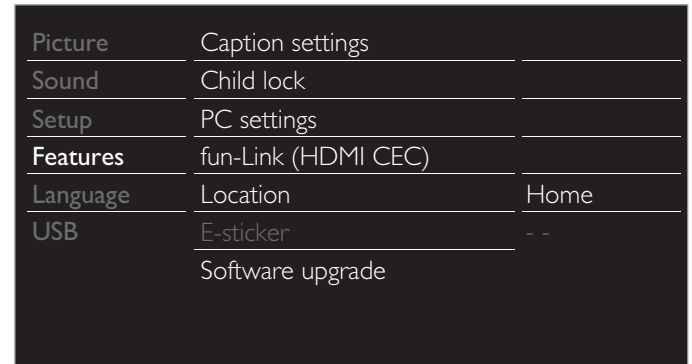 Picture Caption settings
Sound Child lock
Setup PC settings
Features fun-Link (HDMI CEC)
Language Location Home
USB E-sticker - -
Software upgrade